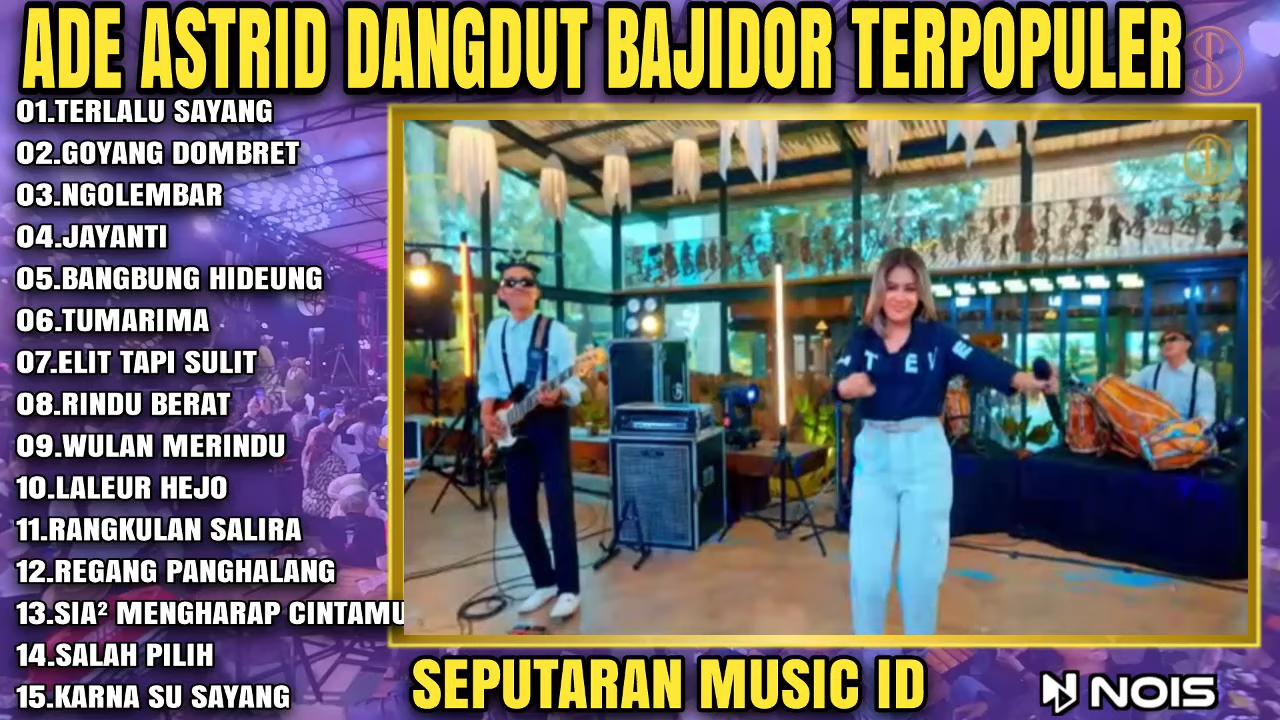 ADE ASTRID DANGDUT BAJIDOR TERPOPULER
01.TERLALU SAYANG
02.GOYANG DOMBRET
03.NGOLEMBAR
04.JAYANTI
05.BANGBUNG HIDEUNG
06.TUMARIMA
07.ELIT TAPI SULIT
08.RINDU BERAT
09.WULAN MERINDU
10.LALEUR HEJO
11.RANGKULAN SALIRA
12.REGANG PANGHALANG
13.SIA² MENGHARAP CINTAMU
14.SALAH PILIH
15.KARNA SU SAYANG
SEPUTARAN MUSIC ID
NOIS